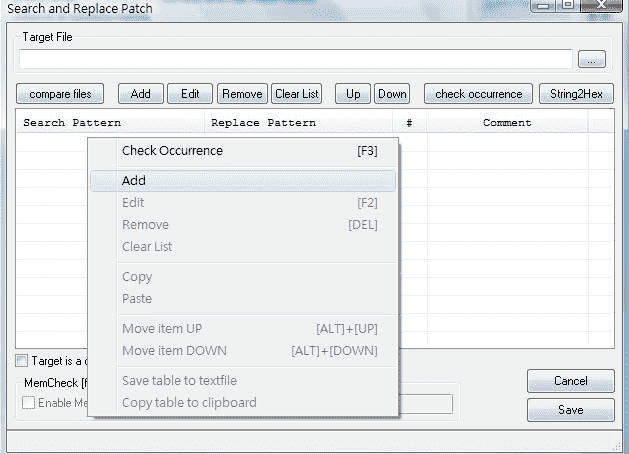 Search and Replace Patch
Target File
...
compare files Add Edit Remove Clear List Up Down check occurrence String2Hex
Search Pattern Replace Pattern # Comment
Check Occurrence [F3]
Add
Edit [F2]
Remove [DEL]
Clear List
Copy
Paste
Move item UP [ALT]+[UP]
Move item DOWN [ALT]+[DOWN]
Save table to textfile
Copy table to clipboard
Target is a
MemCheck
Enable
Cancel
Save